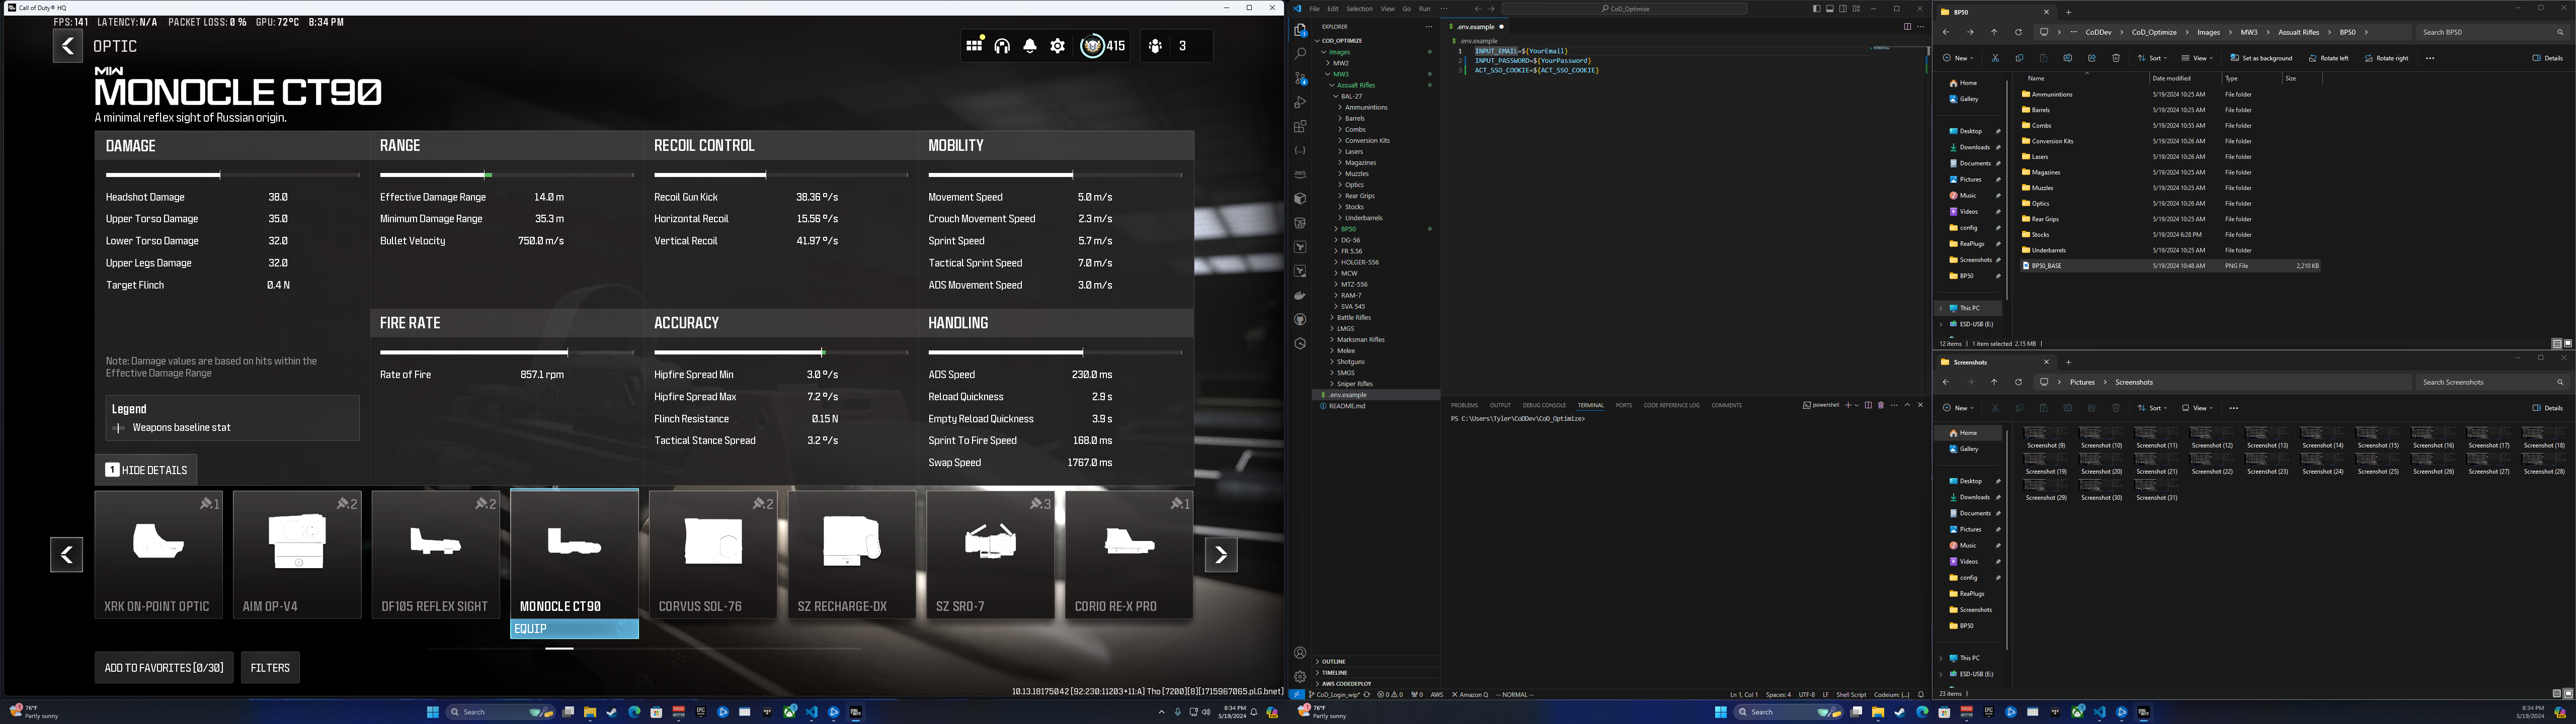 Call of Duty® HQ
FPS: 141 LATENCY: N/A PACKET LOSS: 0 % GPU: 72°C 8:34 PM
OPTIC
415
3
MW
MONOCLE CT90
A minimal reflex sight of Russian origin.
DAMAGE
Headshot Damage 38.0
Upper Torso Damage 35.0
Lower Torso Damage 32.0
Upper Legs Damage 32.0
Target Flinch 0.4 N
Note: Damage values are based on hits within the
Effective Damage Range
Legend
Weapons baseline stat
1 HIDE DETAILS
RANGE
Effective Damage Range 14.0 m
Minimum Damage Range 35.3 m
Bullet Velocity 750.0 m/s
RECOIL CONTROL
Recoil Gun Kick 38.36 º/s
Horizontal Recoil 15.56 º/s
Vertical Recoil 41.97 º/s
MOBILITY
Movement Speed 5.0 m/s
Crouch Movement Speed 2.3 m/s
Sprint Speed 5.7 m/s
Tactical Sprint Speed 7.0 m/s
ADS Movement Speed 3.0 m/s
FIRE RATE
Rate of Fire 857.1 rpm
ACCURACY
Hipfire Spread Min 3.0 º/s
Hipfire Spread Max 7.2 º/s
Flinch Resistance 0.15 N
Tactical Stance Spread 3.2 º/s
HANDLING
ADS Speed 230.0 ms
Reload Quickness 2.9 s
Empty Reload Quickness 3.9 s
Sprint To Fire Speed 168.0 ms
Swap Speed 1767.0 ms
1
XRK ON-POINT OPTIC
2
AIM OP-V4
2
DF105 REFLEX SIGHT
MONOCLE CT90
EQUIP
2
CORVUS SOL-76
SZ RECHARGE-DX
3
SZ SRO-7
1
CORIO RE-X PRO
ADD TO FAVORITES [0/30]
FILTERS
10.13.18175042 [92:230:11203+11:A] Tho [7200][8][1715967065.pl.G.bnet]
76°F
Partly sunny
Search
8:34 PM
5/19/2024
File Edit Selection View Go Run ···
CoD_Optimize
EXPLORER
COD_OPTIMIZE
Images
MW2
MW3
Assualt Rifles
BAL-27
Ammunintions
Barrels
Combs
Conversion Kits
Lasers
Magazines
Muzzles
Optics
Rear Grips
Stocks
Underbarrels
BP50
DG-56
FR 5.56
HOLGER-556
MCW
MTZ-556
RAM-7
SVA 545
Battle Rifles
LMGS
Marksman Rifles
Melee
Shotguns
SMGS
Sniper Rifles
$ .env.example
README.md
OUTLINE
TIMELINE
AWS CODEDEPLOY
$ .env.example
$ .env.example
1 INPUT_EMAIL=${YourEmail}
2 INPUT_PASSWORD=${YourPassword}
3 ACT_SSO_COOKIE=${ACT_SSO_COOKIE}
PROBLEMS OUTPUT DEBUG CONSOLE TERMINAL PORTS CODE REFERENCE LOG COMMENTS
powershell
PS C:\Users\Tyler\CoDDev\CoD_Optimize>
CoD_Login_wip* 0 0 0 AWS Amazon Q -- NORMAL --
Ln 1, Col 1 Spaces: 4 UTF-8 LF Shell Script Codeium: {...}
76°F
Partly sunny
Search
BP50
CoDDev > CoD_Optimize > Images > MW3 > Assualt Rifles > BP50 >
Search BP50
New Sort View Set as background Rotate left Rotate right ··· Details
Home
Gallery
Desktop
Downloads
Documents
Pictures
Music
Videos
config
ReaPlugs
Screenshots
BP50
This PC
ESD-USB (E:)
Name Date modified Type Size
Ammunintions 5/19/2024 10:25 AM File folder
Barrels 5/19/2024 10:25 AM File folder
Combs 5/19/2024 10:55 AM File folder
Conversion Kits 5/19/2024 10:26 AM File folder
Lasers 5/19/2024 10:26 AM File folder
Magazines 5/19/2024 10:25 AM File folder
Muzzles 5/19/2024 10:25 AM File folder
Optics 5/19/2024 10:26 AM File folder
Rear Grips 5/19/2024 10:25 AM File folder
Stocks 5/19/2024 6:28 PM File folder
Underbarrels 5/19/2024 10:25 AM File folder
BP50_BASE 5/19/2024 10:48 AM PNG File 2,210 KB
12 items 1 item selected 2.15 MB
Screenshots
Pictures > Screenshots
Search Screenshots
New Sort View ··· Details
Home
Gallery
Desktop
Downloads
Documents
Pictures
Music
Videos
config
ReaPlugs
Screenshots
BP50
This PC
ESD-USB (E:)
Screenshot (9) Screenshot (10) Screenshot (11) Screenshot (12) Screenshot (13) Screenshot (14) Screenshot (15) Screenshot (16) Screenshot (17) Screenshot (18)
Screenshot (19) Screenshot (20) Screenshot (21) Screenshot (22) Screenshot (23) Screenshot (24) Screenshot (25) Screenshot (26) Screenshot (27) Screenshot (28)
Screenshot (29) Screenshot (30) Screenshot (31)
23 items
8:34 PM
5/19/2024